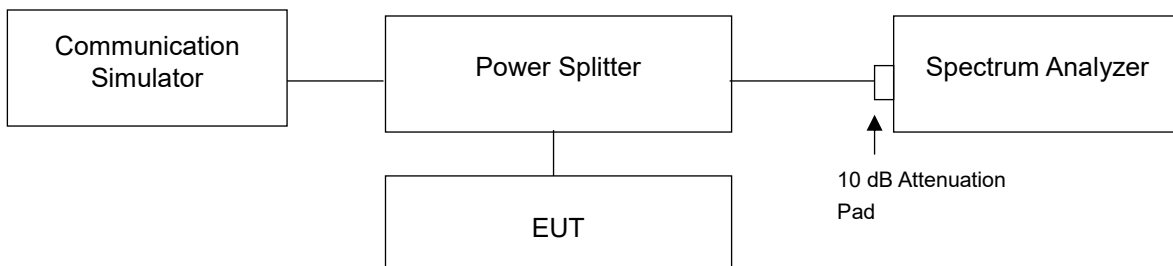 Communication
Simulator
Power Splitter
Spectrum Analyzer
10 dB Attenuation
Pad
EUT